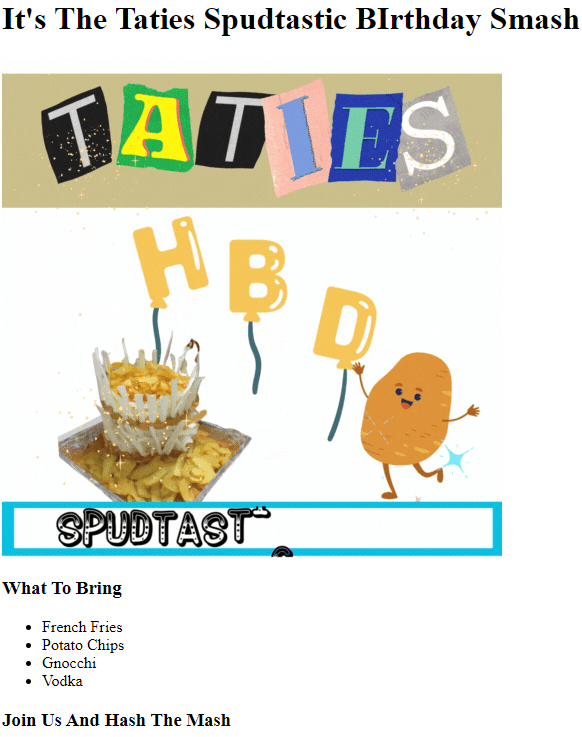 It's The Taties Spudtastic BIrthday Smash
TATIES
HBD
SPUDTAST
What To Bring
French Fries
Potato Chips
Gnocchi
Vodka
Join Us And Hash The Mash